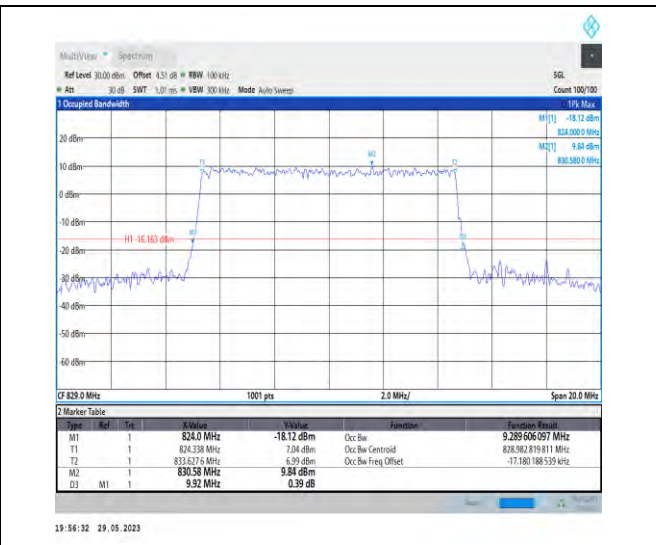 MultiView Spectrum
Ref Level 30.00 dBm Offset 4.51 dB RBW 100 kHz SGL
Att 30 dB SWT 1.01 ms VBW 300 kHz Mode Auto Sweep Count 100/100
1 Occupied Bandwidth 1Pk Max
M1[1] -18.12 dBm
824.000 0 MHz
20 dBm M2[1] 9.84 dBm
830.580 0 MHz
T1 M2 T2
10 dBm
0 dBm
-10 dBm
H1 -16.163 dBm
-20 dBm
-30 dBm
-40 dBm
-50 dBm
-60 dBm
CF 829.0 MHz 1001 pts 2.0 MHz/ Span 20.0 MHz
2 Marker Table
Type Ref Trc X-Value Y-Value Function Function Result
M1 1 824.0 MHz -18.12 dBm Occ Bw 9.289 606 097 MHz
T1 1 824.338 MHz 7.04 dBm Occ Bw Centroid 828.982 819 811 MHz
T2 1 833.627 6 MHz 6.99 dBm Occ Bw Freq Offset -17.180 188 539 kHz
M2 1 830.58 MHz 9.84 dBm
D3 M1 1 9.92 MHz 0.39 dB
19:56:32 29.05.2023